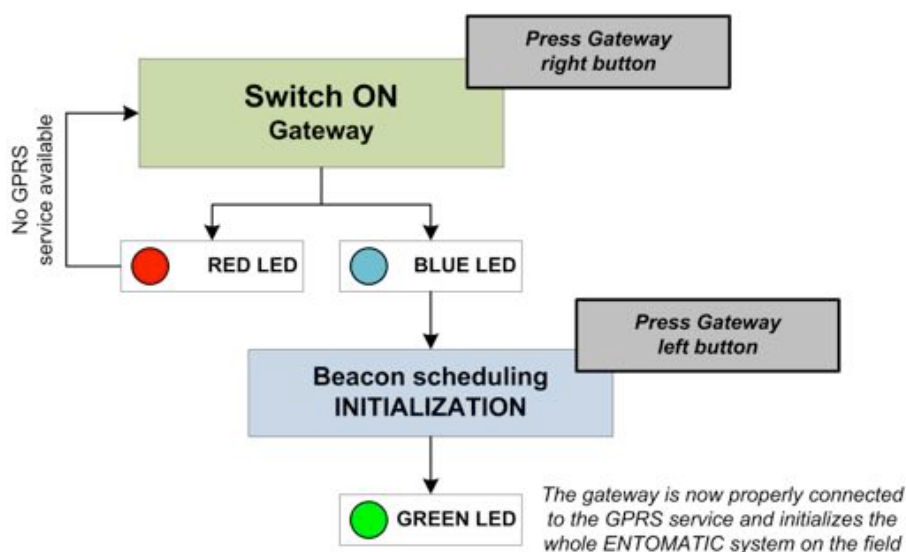 Press Gateway
right button
Switch ON
Gateway
No GPRS
service available
RED LED
BLUE LED
Press Gateway
left button
Beacon scheduling
INITIALIZATION
GREEN LED
The gateway is now properly connected
to the GPRS service and initializes the
whole ENTOMATIC system on the field